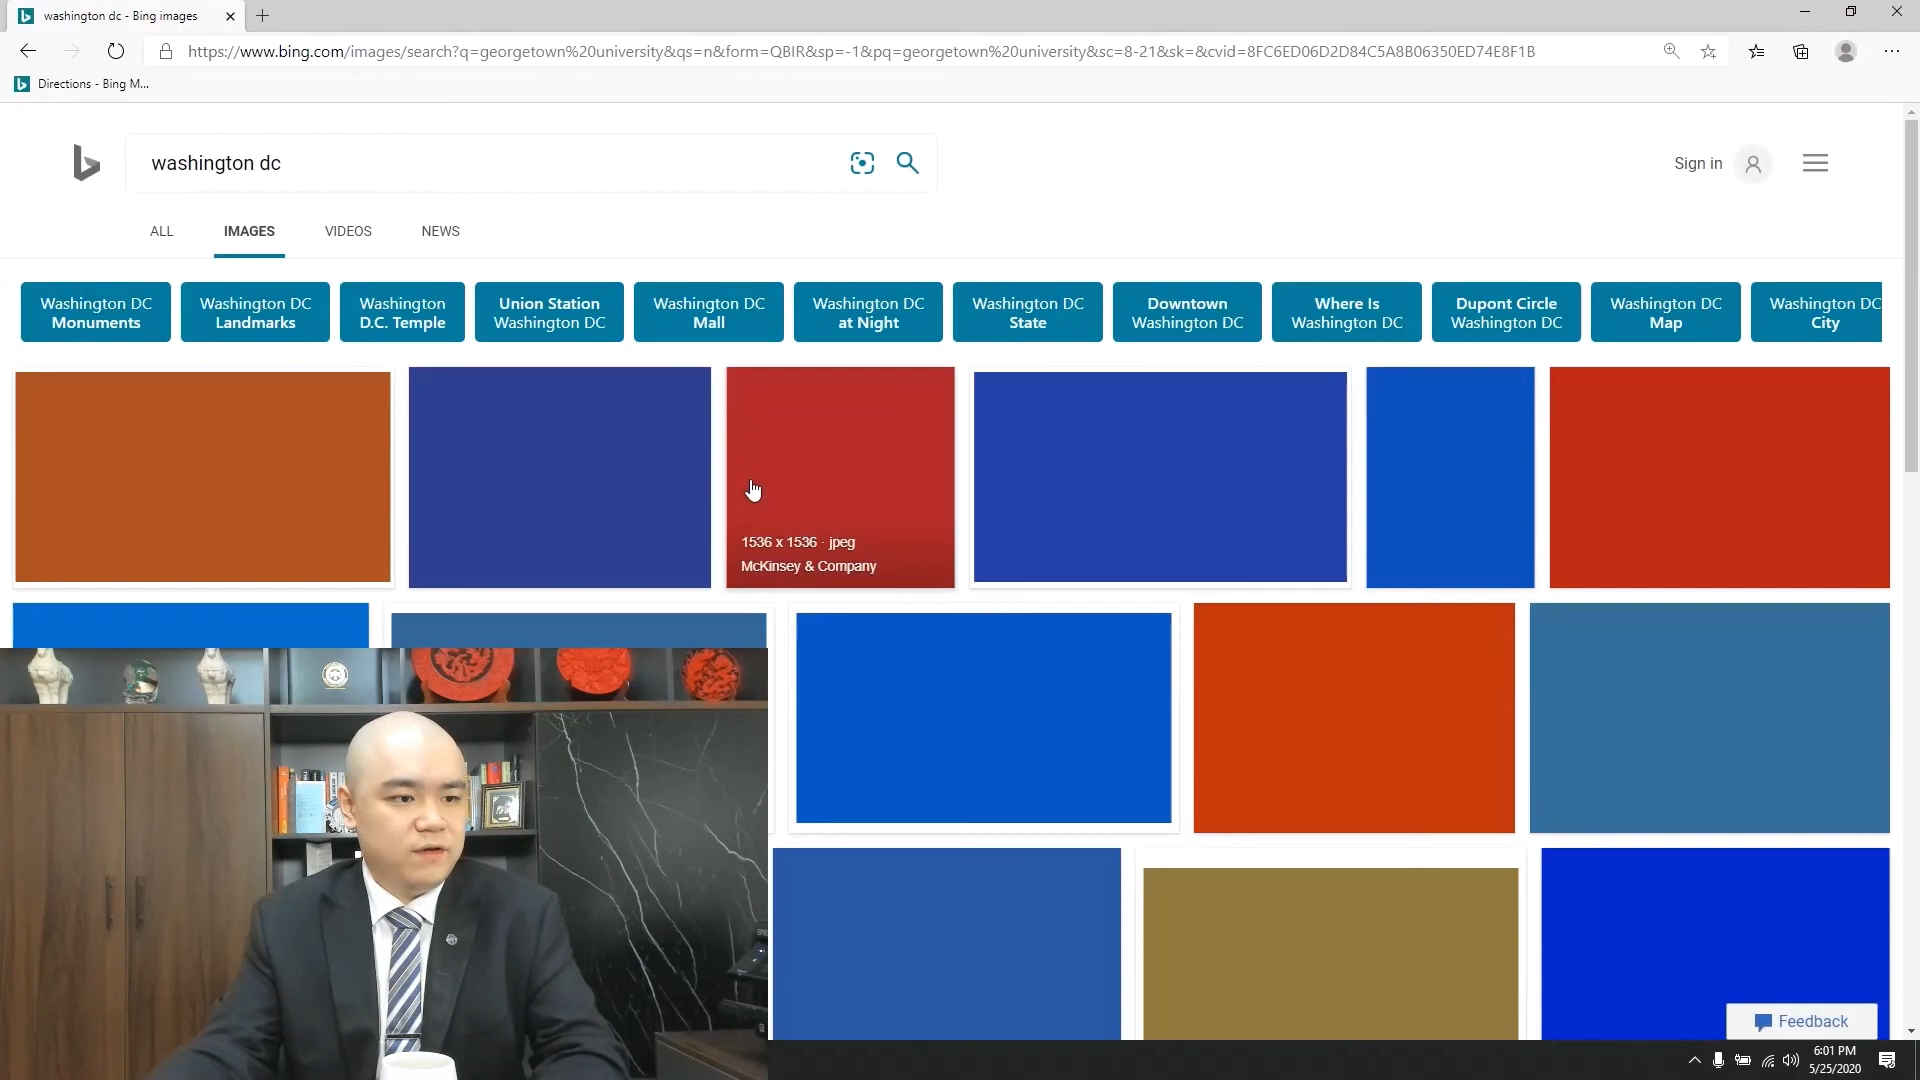 washington dc - Bing images
https://www.bing.com/images/search?q=georgetown%20university&qs=n&form=QBIR&sp=-1&pq=georgetown%20university&sc=8-21&sk=&cvid=8FC6ED06D2D84C5A8B06350ED74E8F1B
Directions - Bing M...
washington dc
Sign in
ALL
IMAGES
VIDEOS
NEWS
Washington DC
Monuments
Washington DC
Landmarks
Washington
D.C. Temple
Union Station
Washington DC
Washington DC
Mall
Washington DC
at Night
Washington DC
State
Downtown
Washington DC
Where Is
Washington DC
Dupont Circle
Washington DC
Washington DC
Map
Washington DC
City
1536 x 1536 · jpeg
McKinsey & Company
Feedback
6:01 PM
5/25/2020